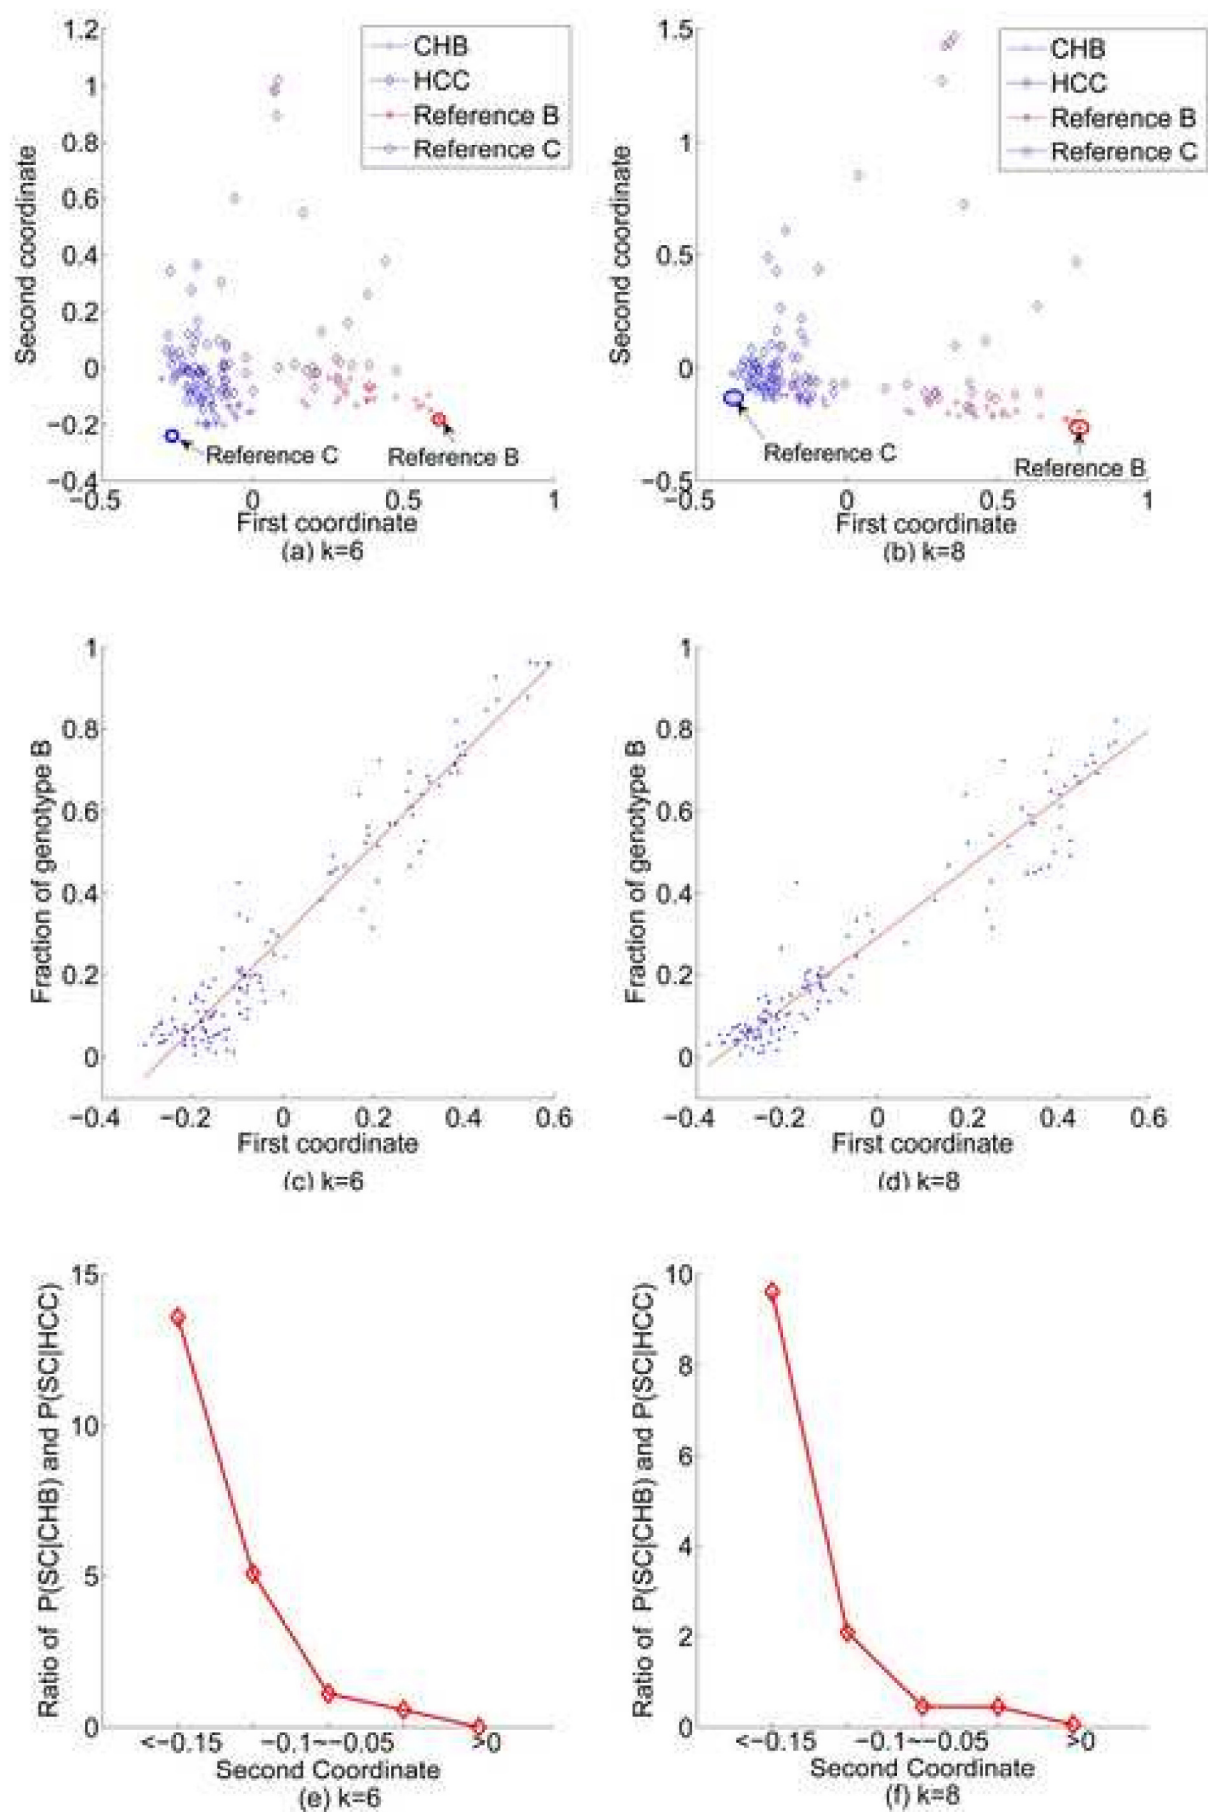 1.2
1
0.8
0.6
0.4
0.2
0
−0.2
−0.4
Second coordinate
CHB
HCC
Reference B
Reference C
Reference C
Reference B
−0.5 0 0.5 1
First coordinate
(a) k=6
1.5
1
0.5
0
−0.5
Second coordinate
CHB
HCC
Reference B
Reference C
Reference C
Reference B
−0.5 0 0.5 1
First coordinate
(b) k=8
1
0.8
0.6
0.4
0.2
0
Fraction of genotype B
−0.4 −0.2 0 0.2 0.4 0.6
First coordinate
(c) k=6
1
0.8
0.6
0.4
0.2
0
Fraction of genotype B
−0.4 −0.2 0 0.2 0.4 0.6
First coordinate
(d) k=8
15
10
5
0
Ratio of P(SC|CHB) and P(SC|HCC)
<−0.15 −0.1~−0.05 >0
Second Coordinate
(e) k=6
10
8
6
4
2
0
Ratio of P(SC|CHB) and P(SC|HCC)
<−0.15 −0.1~−0.05 >0
Second Coordinate
(f) k=8